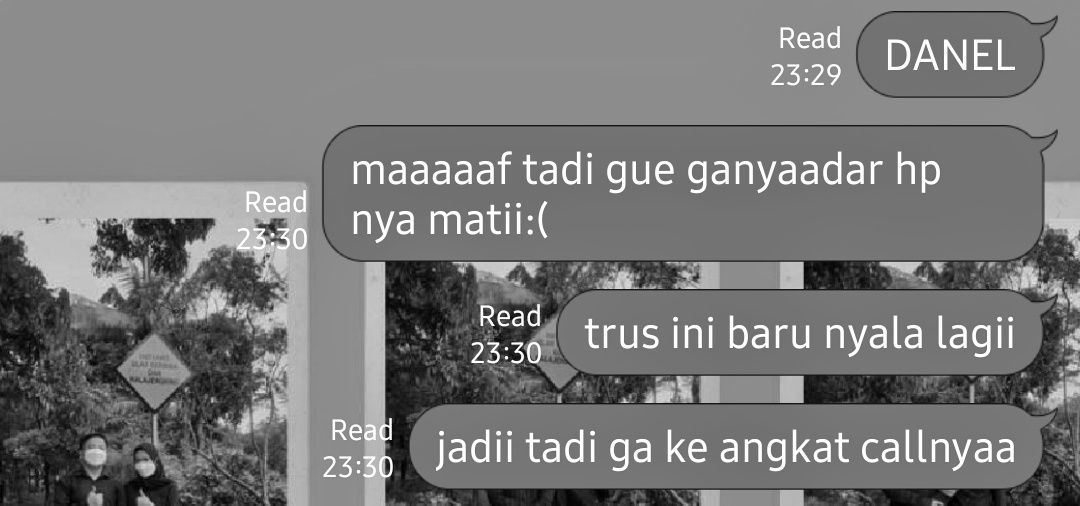 DANEL
Read
23:29
maaaaaf tadi gue ganyaadar hp
nya matii:(
Read
23:30
trus ini baru nyala lagii
Read
23:30
jadii tadi ga ke angkat callnyaa
Read
23:30